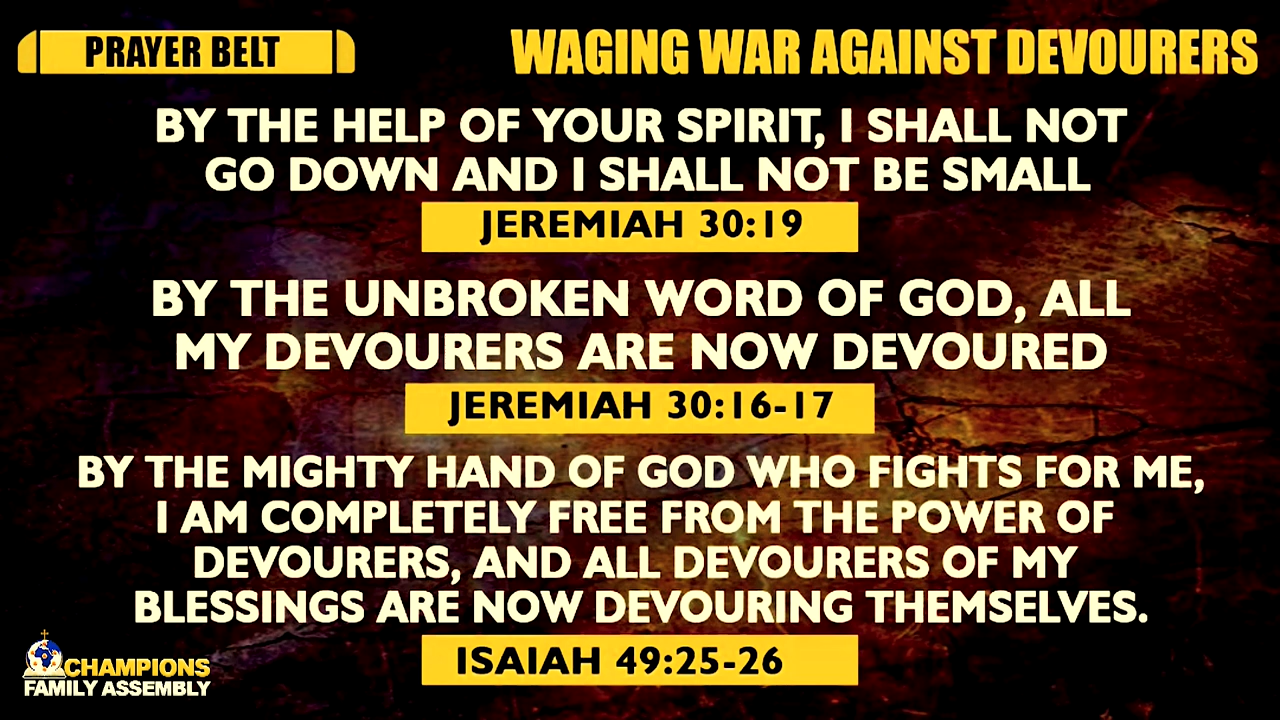 PRAYER BELT
WAGING WAR AGAINST DEVOURERS
BY THE HELP OF YOUR SPIRIT, I SHALL NOT
GO DOWN AND I SHALL NOT BE SMALL
JEREMIAH 30:19
BY THE UNBROKEN WORD OF GOD, ALL
MY DEVOURERS ARE NOW DEVOURED
JEREMIAH 30:16-17
BY THE MIGHTY HAND OF GOD WHO FIGHTS FOR ME,
I AM COMPLETELY FREE FROM THE POWER OF
DEVOURERS, AND ALL DEVOURERS OF MY
BLESSINGS ARE NOW DEVOURING THEMSELVES.
ISAIAH 49:25-26
CHAMPIONS
FAMILY ASSEMBLY